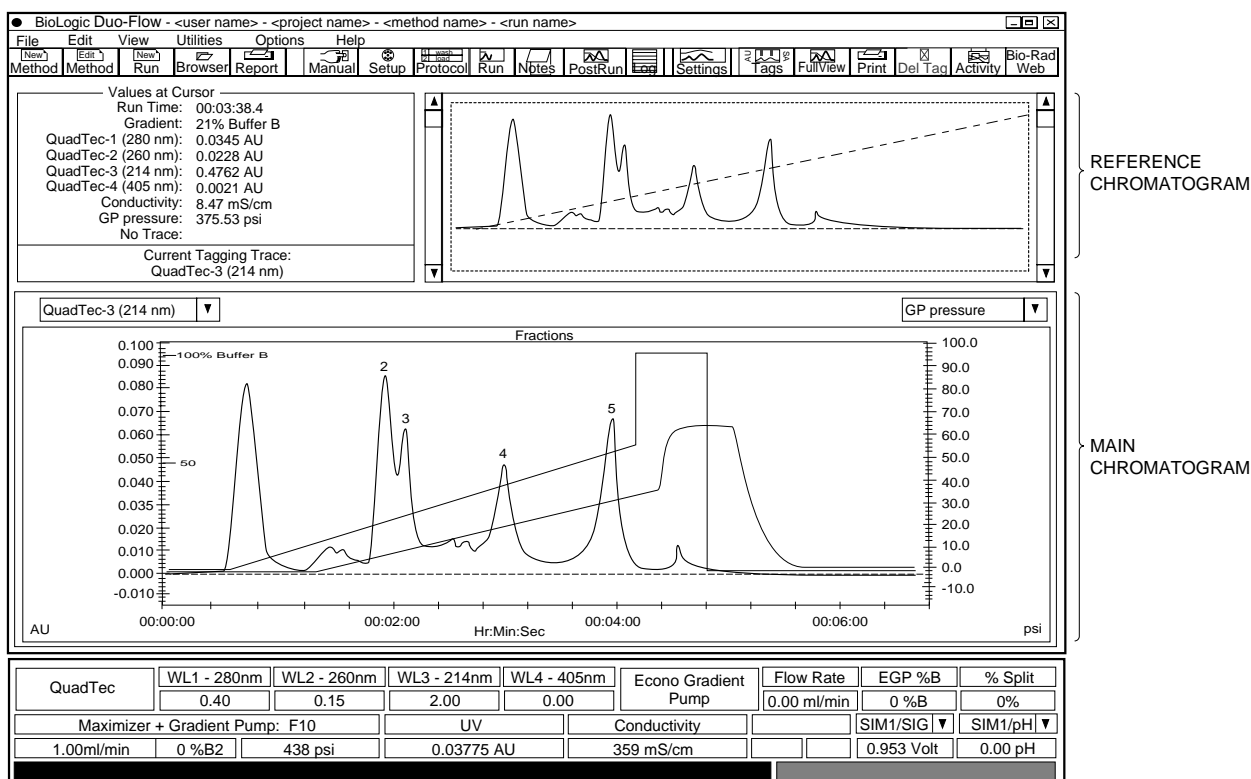 BioLogic Duo-Flow - <user name> - <project name> - <method name> - <run name>
File Edit View Utilities Options Help
New Method
Edit Method
New Run
Browser
Report
Manual
Setup
1 wash
2 load
Protocol
Run
Notes
PostRun
Log
Settings
AU Tags
FullView
Print
Del Tag
Activity
Bio-Rad Web
Values at Cursor
Run Time: 00:03:38.4
Gradient: 21% Buffer B
QuadTec-1 (280 nm): 0.0345 AU
QuadTec-2 (260 nm): 0.0228 AU
QuadTec-3 (214 nm): 0.4762 AU
QuadTec-4 (405 nm): 0.0021 AU
Conductivity: 8.47 mS/cm
GP pressure: 375.53 psi
No Trace:
Current Tagging Trace:
QuadTec-3 (214 nm)
REFERENCE
CHROMATOGRAM
QuadTec-3 (214 nm)
GP pressure
Fractions
0.100
0.090
0.080
0.070
0.060
0.050
0.040
0.035
0.020
0.010
0.000
-0.010
100% Buffer B
50
2
3
4
5
100.0
90.0
80.0
70.0
60.0
50.0
40.0
30.0
20.0
10.0
0.0
-10.0
00:00:00 00:02:00 00:04:00 00:06:00
AU Hr:Min:Sec psi
MAIN
CHROMATOGRAM
QuadTec
WL1 - 280nm WL2 - 260nm WL3 - 214nm WL4 - 405nm
0.40 0.15 2.00 0.00
Econo Gradient
Pump
Flow Rate EGP %B % Split
0.00 ml/min 0 %B 0%
Maximizer + Gradient Pump: F10 UV Conductivity SIM1/SIG SIM1/pH
1.00ml/min 0 %B2 438 psi 0.03775 AU 359 mS/cm 0.953 Volt 0.00 pH